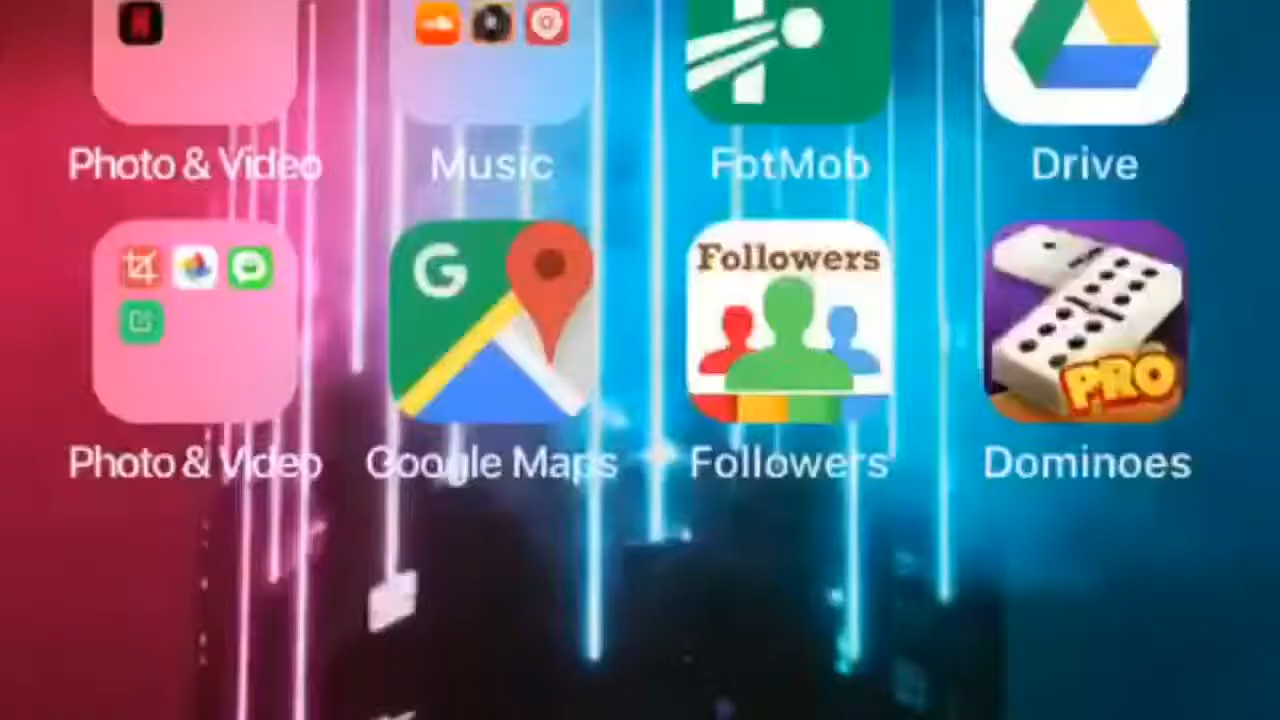 Photo & Video
Music
FotMob
Drive
G
Followers
PRO
Photo & Video
Google Maps
Followers
Dominoes